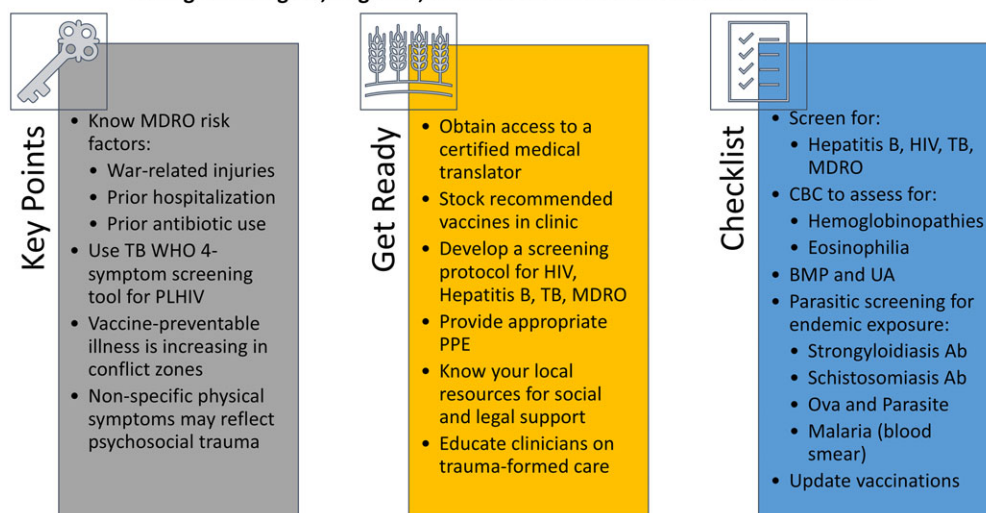 Key Points
• Know MDRO risk
factors:
• War-related injuries
• Prior hospitalization
• Prior antibiotic use
• Use TB WHO 4-
symptom screening
tool for PLHIV
• Vaccine-preventable
illness is increasing in
conflict zones
• Non-specific physical
symptoms may reflect
psychosocial trauma
Get Ready
• Obtain access to a
certified medical
translator
• Stock recommended
vaccines in clinic
• Develop a screening
protocol for HIV,
Hepatitis B, TB, MDRO
• Provide appropriate
PPE
• Know your local
resources for social
and legal support
• Educate clinicians on
trauma-formed care
Checklist
• Screen for:
• Hepatitis B, HIV, TB,
MDRO
• CBC to assess for:
• Hemoglobinopathies
• Eosinophilia
• BMP and UA
• Parasitic screening for
endemic exposure:
• Strongyloidiasis Ab
• Schistosomiasis Ab
• Ova and Parasite
• Malaria (blood
smear)
• Update vaccinations